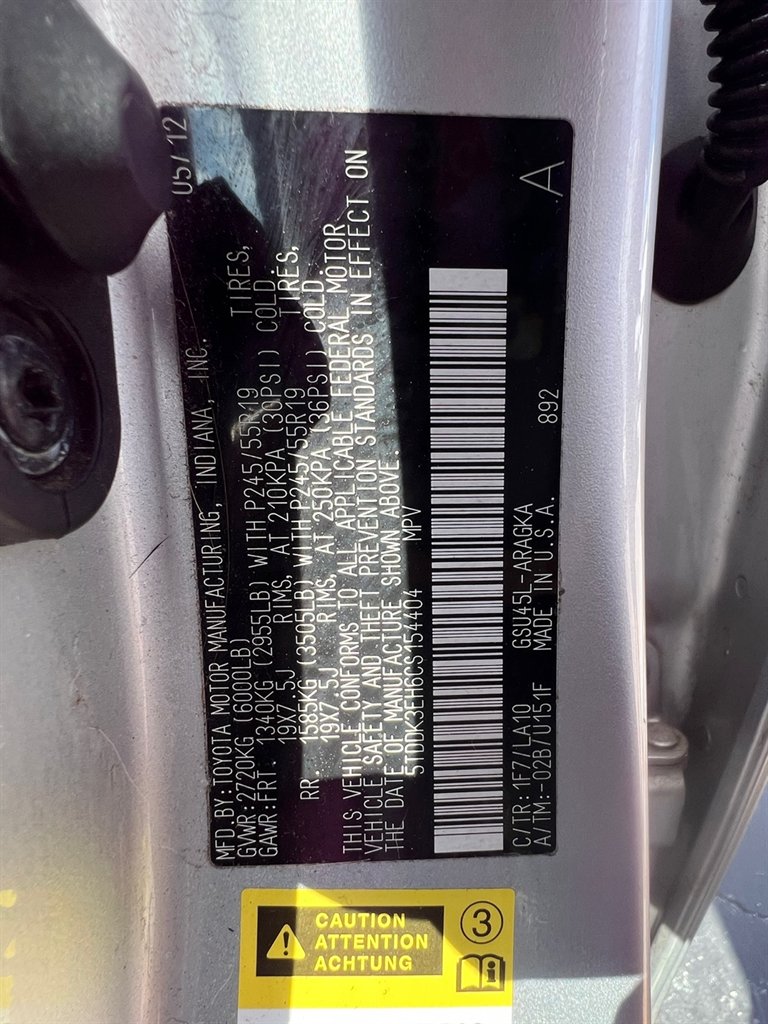 MFD.BY:TOYOTA MOTOR MANUFACTURING, INDIANA, INC. 05/12
GVWR:2720KG (6000LB)
GAWR:FRT. 1340KG (2955LB) WITH P245/55R19 TIRES,
19X7.5J RIMS, AT 210KPA (30PSI) COLD.
RR. 1585KG (3505LB) WITH P245/55R19 TIRES,
19X7.5J RIMS, AT 250KPA (36PSI) COLD.
THIS VEHICLE CONFORMS TO ALL APPLICABLE FEDERAL MOTOR
VEHICLE SAFETY AND THEFT PREVENTION STANDARDS IN EFFECT ON
THE DATE OF MANUFACTURE SHOWN ABOVE.
5TDDK3EH6CS154404 MPV
C/TR:1F7/LA10 GSU45L-ARAGKA A
A/TM:-02B/U151F MADE IN U.S.A. 892
CAUTION
ATTENTION
ACHTUNG
3